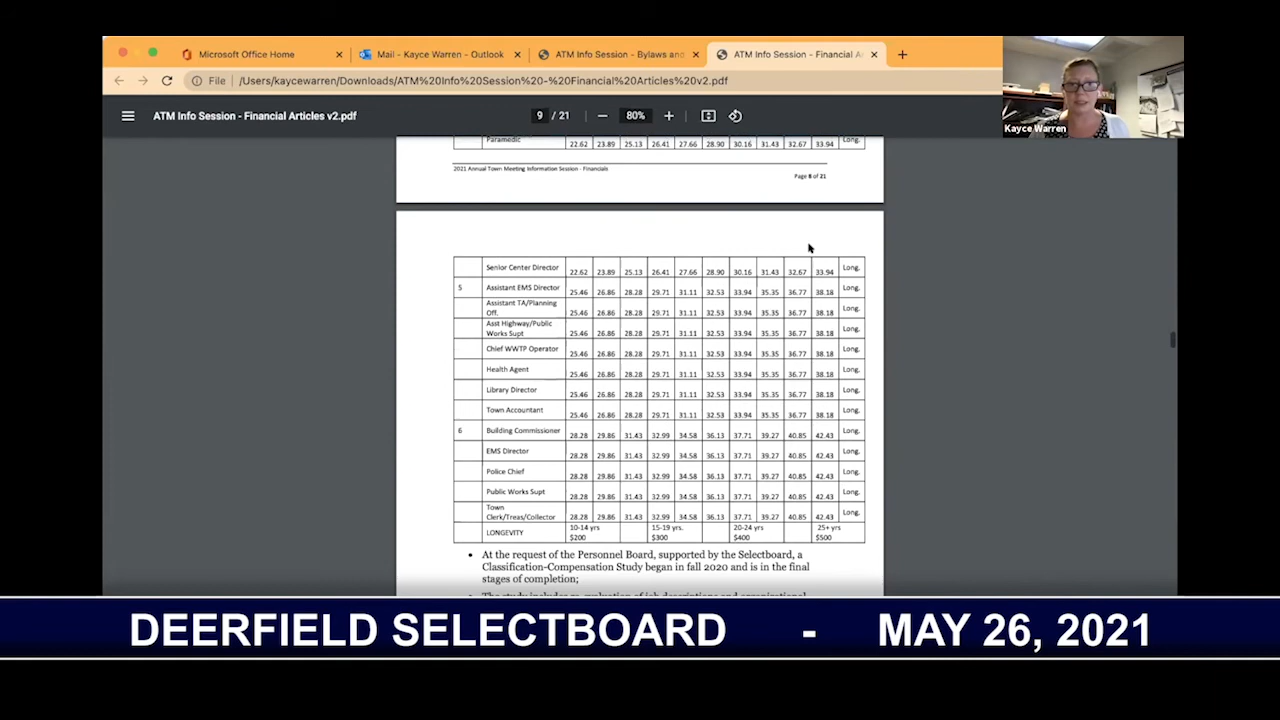 Microsoft Office Home
Mail - Kayce Warren - Outlook
ATM Info Session - Bylaws and
ATM Info Session - Financial A
File /Users/kaycewarren/Downloads/ATM%20Info%20Session%20-%20Financial%20Articles%20v2.pdf
ATM Info Session - Financial Articles v2.pdf
9 / 21
80%
Kayce Warren
Paramedic 22.62 23.89 25.13 26.41 27.66 28.90 30.16 31.43 32.67 33.94 Long.
2021 Annual Town Meeting Information Session - Financials
Page 8 of 21
Senior Center Director 22.62 23.89 25.13 26.41 27.66 28.90 30.16 31.43 32.67 33.94 Long.
5 Assistant EMS Director 25.46 26.86 28.28 29.71 31.11 32.53 33.94 35.35 36.77 38.18 Long.
Assistant TA/Planning
Off. 25.46 26.86 28.28 29.71 31.11 32.53 33.94 35.35 36.77 38.18 Long.
Asst Highway/Public
Works Supt 25.46 26.86 28.28 29.71 31.11 32.53 33.94 35.35 36.77 38.18 Long.
Chief WWTP Operator 25.46 26.86 28.28 29.71 31.11 32.53 33.94 35.35 36.77 38.18 Long.
Health Agent 25.46 26.86 28.28 29.71 31.11 32.53 33.94 35.35 36.77 38.18 Long.
Library Director 25.46 26.86 28.28 29.71 31.11 32.53 33.94 35.35 36.77 38.18 Long.
Town Accountant 25.46 26.86 28.28 29.71 31.11 32.53 33.94 35.35 36.77 38.18 Long.
6 Building Commissioner 28.28 29.86 31.43 32.99 34.58 36.13 37.71 39.27 40.85 42.43 Long.
EMS Director 28.28 29.86 31.43 32.99 34.58 36.13 37.71 39.27 40.85 42.43 Long.
Police Chief 28.28 29.86 31.43 32.99 34.58 36.13 37.71 39.27 40.85 42.43 Long.
Public Works Supt 28.28 29.86 31.43 32.99 34.58 36.13 37.71 39.27 40.85 42.43 Long.
Town
Clerk/Treas/Collector 28.28 29.86 31.43 32.99 34.58 36.13 37.71 39.27 40.85 42.43 Long.
LONGEVITY 10-14 yrs 15-19 yrs. 20-24 yrs 25+ yrs
$200 $300 $400 $500
• At the request of the Personnel Board, supported by the Selectboard, a
Classification-Compensation Study began in fall 2020 and is in the final
stages of completion;
• The study includes re-evaluation of job descriptions and organizational
DEERFIELD SELECTBOARD - MAY 26, 2021